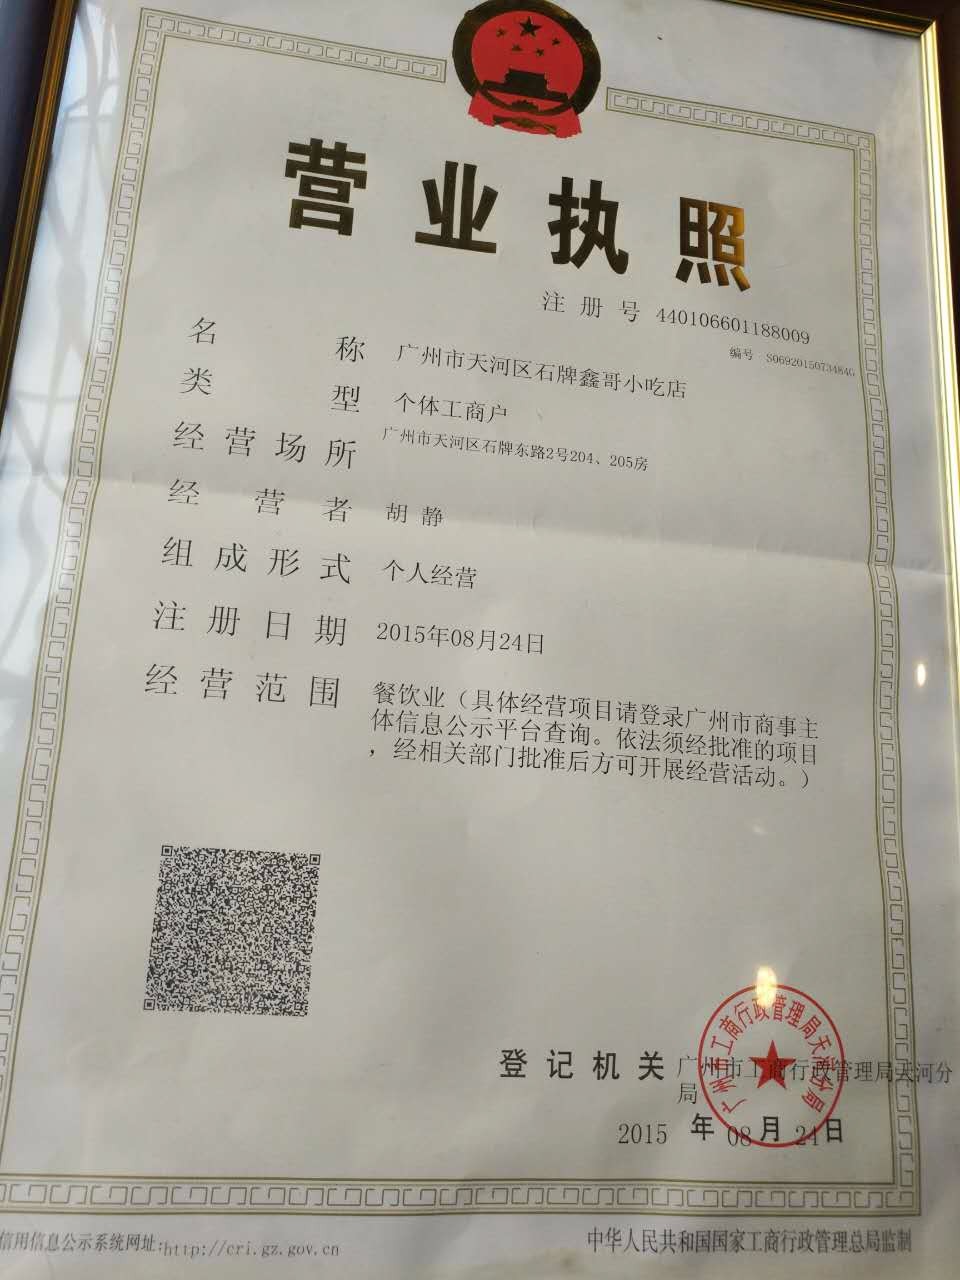 营业执照
注册号 440106601188009
编号 S0692015073484G
名称 广州市天河区石牌鑫哥小吃店
类型 个体工商户
经营场所 广州市天河区石牌东路2号204、205房
经营者 胡静
组成形式 个人经营
注册日期 2015年08月24日
经营范围 餐饮业（具体经营项目请登录广州市商事主
体信息公示平台查询。依法须经批准的项目
，经相关部门批准后方可开展经营活动。）
广州市工商行政管理局天河分局
登记机关 广州市工商行政管理局天河分
局
2015 年 08 月 24 日
信用信息公示系统网址:http://cri.gz.gov.cn
中华人民共和国国家工商行政管理总局监制